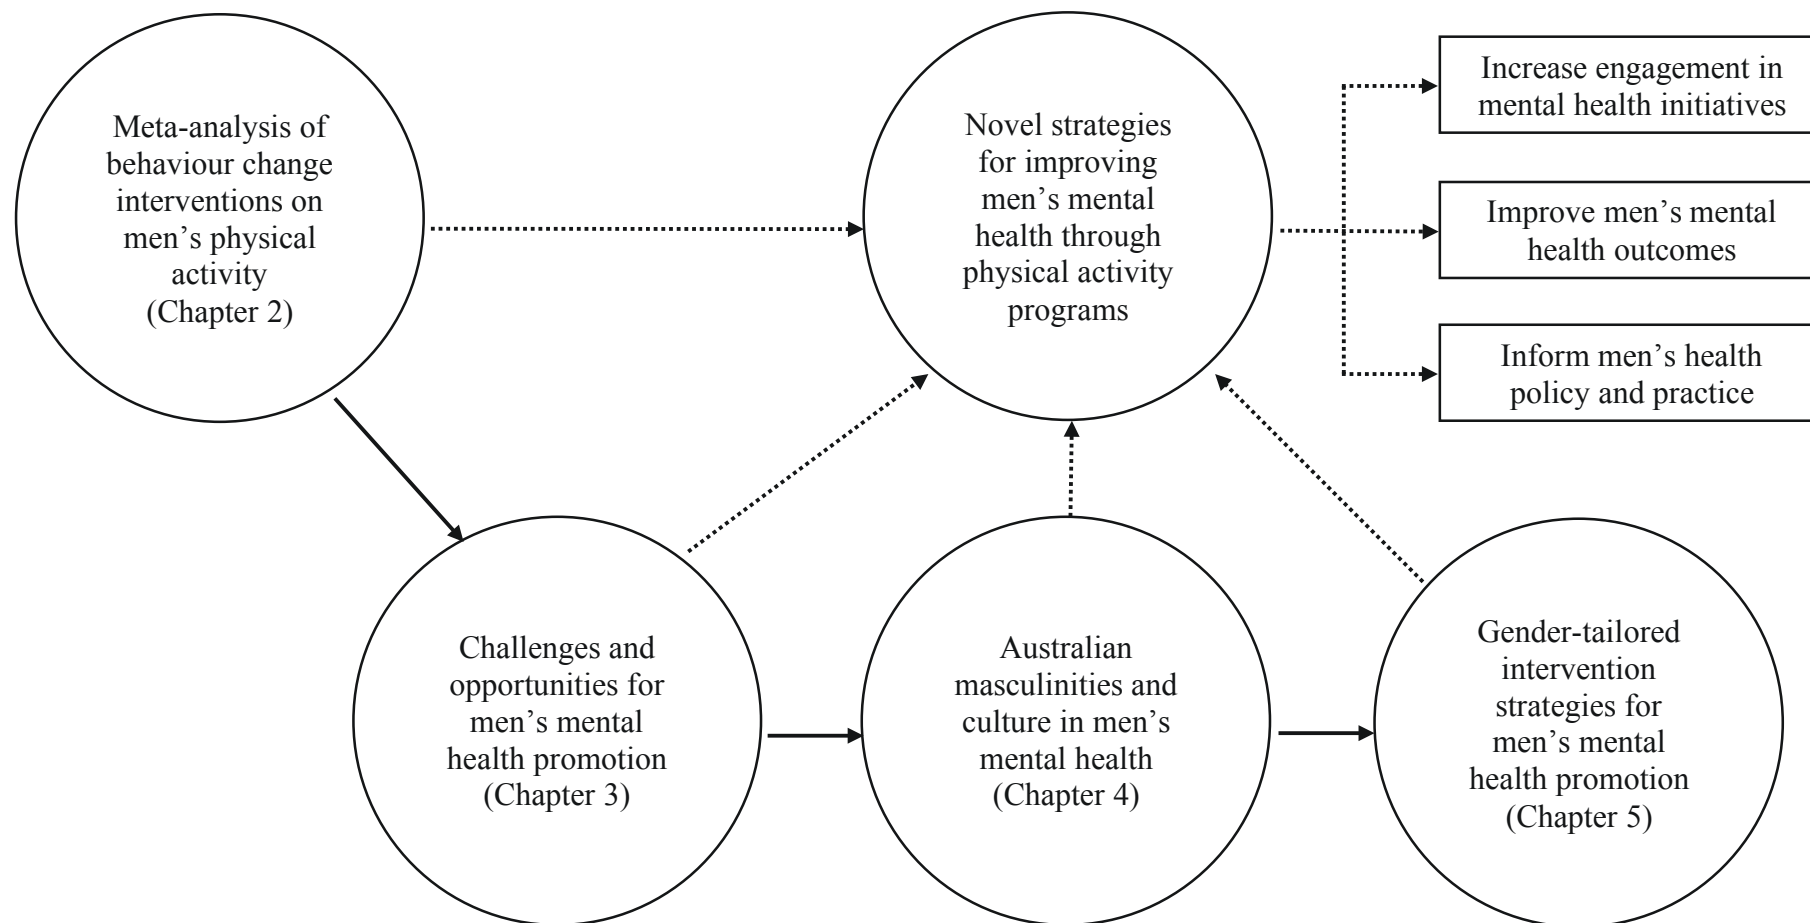 Meta-analysis of
behaviour change
interventions on
men’s physical
activity
(Chapter 2)
Novel strategies
for improving
men’s mental
health through
physical activity
programs
Increase engagement in
mental health initiatives
Improve men’s mental
health outcomes
Inform men’s health
policy and practice
Challenges and
opportunities for
men’s mental
health promotion
(Chapter 3)
Australian
masculinities and
culture in men’s
mental health
(Chapter 4)
Gender-tailored
intervention
strategies for
men’s mental
health promotion
(Chapter 5)